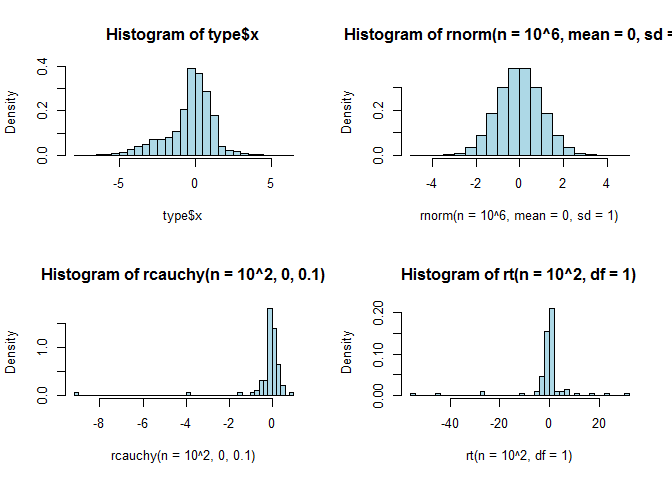 Histogram of type$x
Density
0.0
0.2
0.4
-5
0
5
type$x
Histogram of rnorm(n = 10^6, mean = 0, sd =
Density
0.0
0.2
-4
-2
0
2
4
rnorm(n = 10^6, mean = 0, sd = 1)
Histogram of rcauchy(n = 10^2, 0, 0.1)
Density
0.0
1.0
-8
-6
-4
-2
0
rcauchy(n = 10^2, 0, 0.1)
Histogram of rt(n = 10^2, df = 1)
Density
0.00
0.10
0.20
-40
-20
0
20
rt(n = 10^2, df = 1)